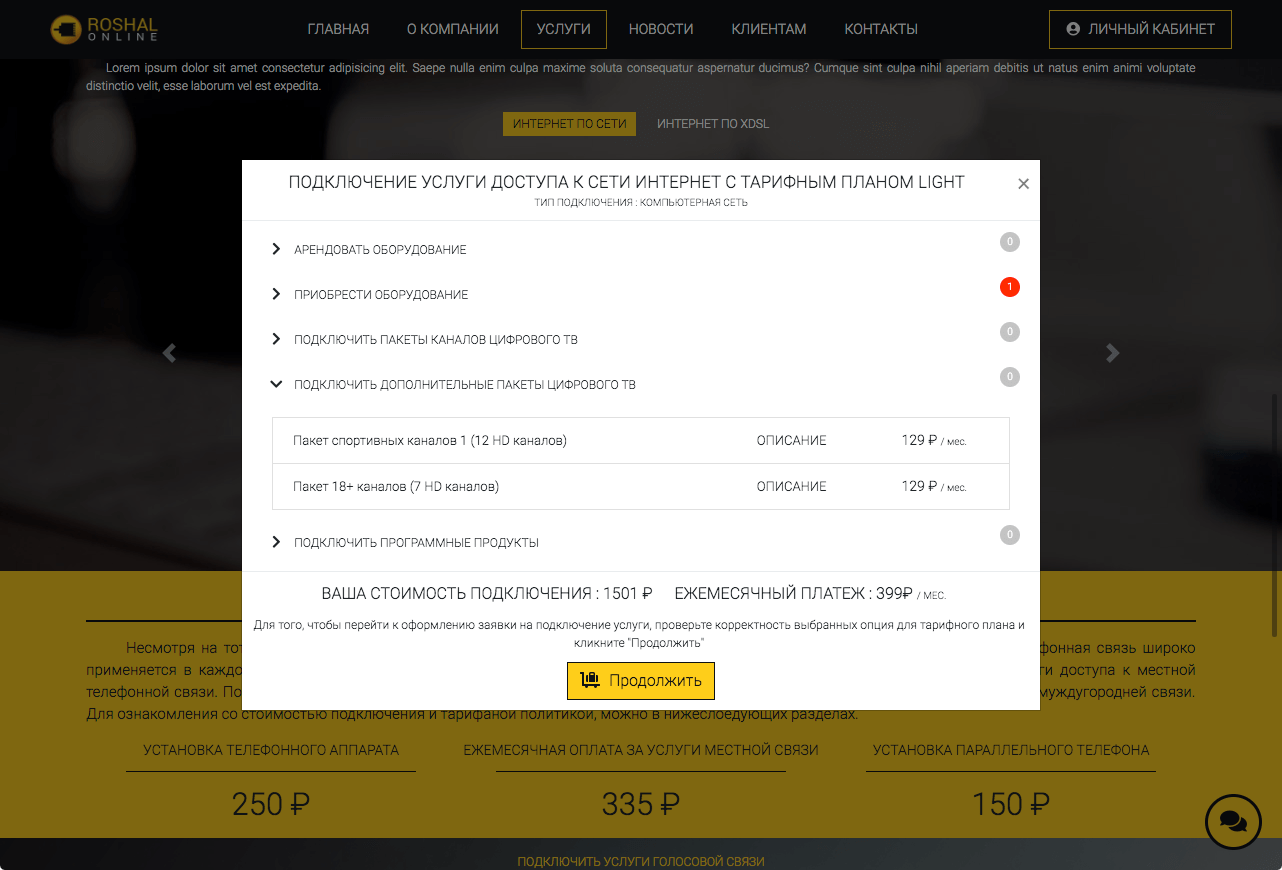 ROSHAL
ONLINE
ГЛАВНАЯ
О КОМПАНИИ
УСЛУГИ
НОВОСТИ
КЛИЕНТАМ
КОНТАКТЫ
ЛИЧНЫЙ КАБИНЕТ
Lorem ipsum dolor sit amet consectetur adipisicing elit. Saepe nulla enim culpa maxime soluta consequatur aspernatur ducimus? Cumque sint culpa nihil aperiam debitis ut natus enim animi voluptate
distinctio velit, esse laborum vel est expedita.
ИНТЕРНЕТ ПО СЕТИ
ИНТЕРНЕТ ПО XDSL
ПОДКЛЮЧЕНИЕ УСЛУГИ ДОСТУПА К СЕТИ ИНТЕРНЕТ С ТАРИФНЫМ ПЛАНОМ LIGHT
ТИП ПОДКЛЮЧЕНИЯ : КОМПЬЮТЕРНАЯ СЕТЬ
АРЕНДОВАТЬ ОБОРУДОВАНИЕ 0
ПРИОБРЕСТИ ОБОРУДОВАНИЕ 1
ПОДКЛЮЧИТЬ ПАКЕТЫ КАНАЛОВ ЦИФРОВОГО ТВ 0
ПОДКЛЮЧИТЬ ДОПОЛНИТЕЛЬНЫЕ ПАКЕТЫ ЦИФРОВОГО ТВ 0
Пакет спортивных каналов 1 (12 HD каналов) ОПИСАНИЕ 129 ₽ / мес.
Пакет 18+ каналов (7 HD каналов) ОПИСАНИЕ 129 ₽ / мес.
ПОДКЛЮЧИТЬ ПРОГРАММНЫЕ ПРОДУКТЫ 0
ВАША СТОИМОСТЬ ПОДКЛЮЧЕНИЯ : 1501 ₽ ЕЖЕМЕСЯЧНЫЙ ПЛАТЕЖ : 399₽ / МЕС.
Для того, чтобы перейти к оформлению заявки на подключение услуги, проверьте корректность выбранных опция для тарифного плана и
кликните "Продолжить"
Продолжить
Несмотря на тот фонная связь широко
применяется в каждо ги доступа к местной
телефонной связи. По муждугородней связи.
Для ознакомления со стоимостью подключения и тарифаной политикой, можно в нижеслоедующих разделах.
УСТАНОВКА ТЕЛЕФОННОГО АППАРАТА
ЕЖЕМЕСЯЧНАЯ ОПЛАТА ЗА УСЛУГИ МЕСТНОЙ СВЯЗИ
УСТАНОВКА ПАРАЛЛЕЛЬНОГО ТЕЛЕФОНА
250 ₽
335 ₽
150 ₽
ПОДКЛЮЧИТЬ УСЛУГИ ГОЛОСОВОЙ СВЯЗИ